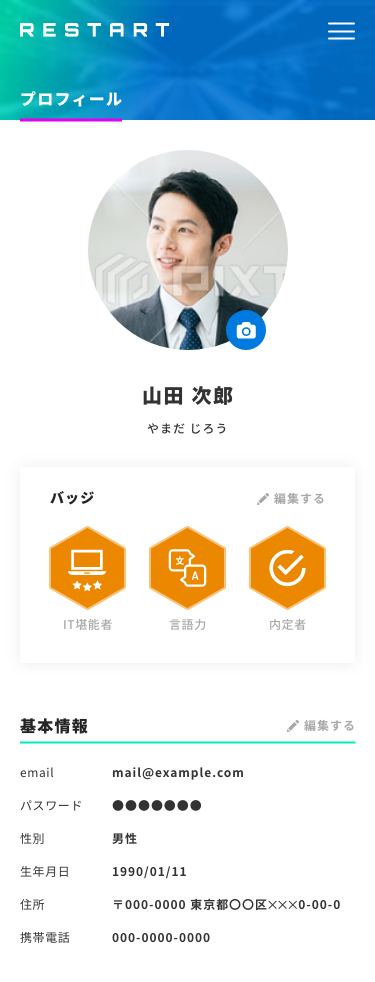 RESTART
プロフィール
PIXT
山田 次郎
やまだ じろう
バッジ 編集する
文 A
IT堪能者 言語力 内定者
基本情報 編集する
email mail@example.com
パスワード ●●●●●●●
性別 男性
生年月日 1990/01/11
住所 〒000-0000 東京都〇〇区×××0-00-0
携帯電話 000-0000-0000